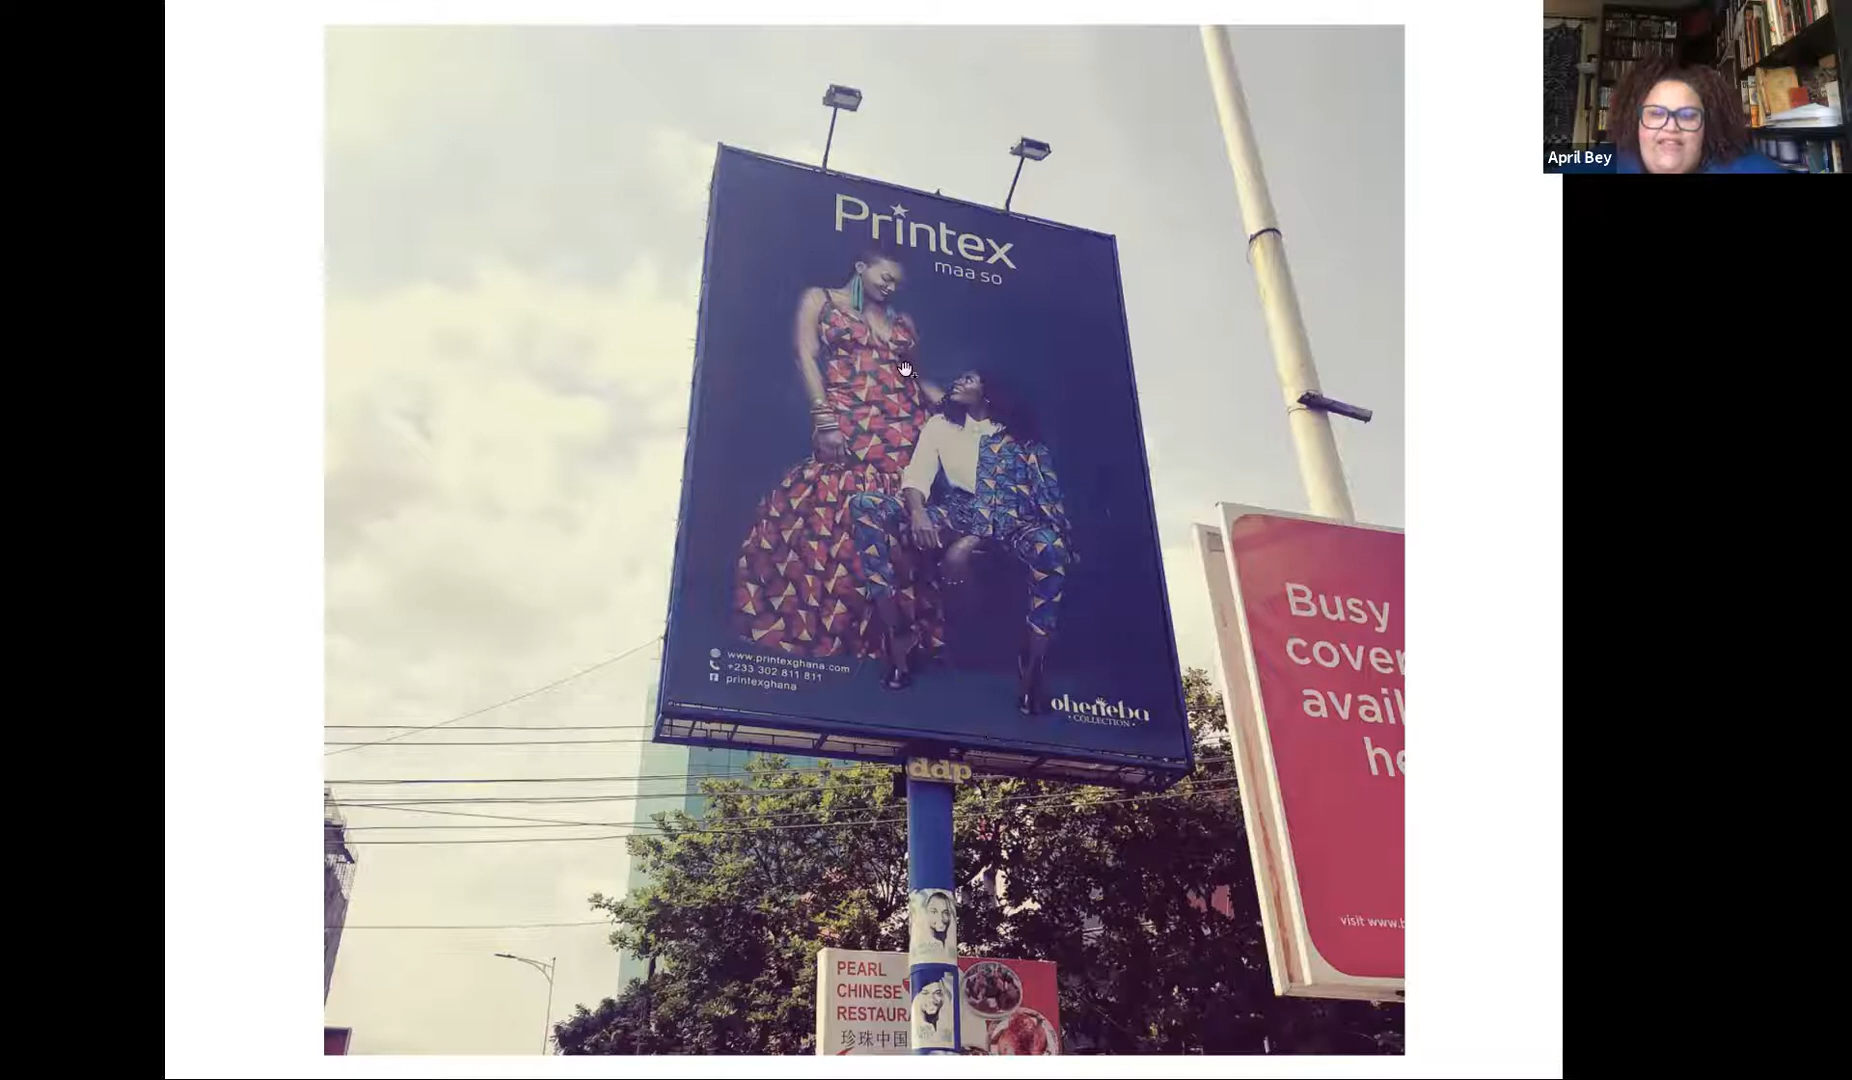 April Bey
Printex
maa so
www.printexghana.com
+233 302 811 811
printexghana
oheneba
• COLLECTION •
ddp
Busy
cover
avail
he
visit www.b
PEARL
CHINESE
RESTAURA
珍珠中国